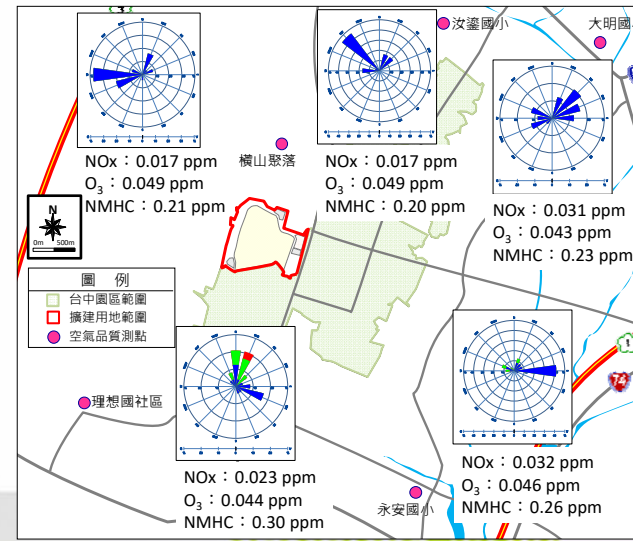 3
汝鎏國小
大明國
NOx：0.017 ppm
O₃：0.049 ppm
NMHC：0.21 ppm
橫山聚落
NOx：0.017 ppm
O₃：0.049 ppm
NMHC：0.20 ppm
NOx：0.031 ppm
O₃：0.043 ppm
NMHC：0.23 ppm
N
0m 500m
圖 例
台中園區範圍
擴建用地範圍
空氣品質測點
理想國社區
NOx：0.023 ppm
O₃：0.044 ppm
NMHC：0.30 ppm
永安國小
NOx：0.032 ppm
O₃：0.046 ppm
NMHC：0.26 ppm
1
74